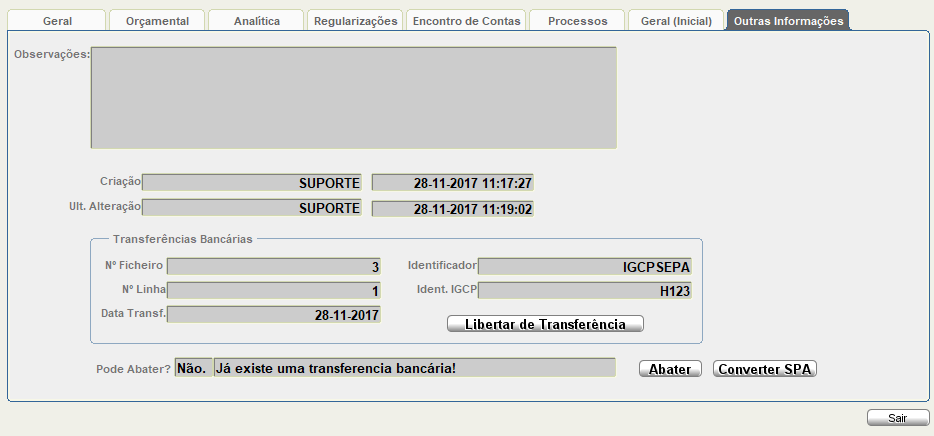 Geral Orçamental Analítica Regularizações Encontro de Contas Processos Geral (Inicial) Outras Informações
Observações:
Criação SUPORTE 28-11-2017 11:17:27
Ult. Alteração SUPORTE 28-11-2017 11:19:02
Transferências Bancárias
Nº Ficheiro 3 Identificador IGCPSEPA
Nº Linha 1 Ident. IGCP H123
Data Transf. 28-11-2017 Libertar de Transferência
Pode Abater? Não. Já existe uma transferencia bancária! Abater Converter SPA
Sair